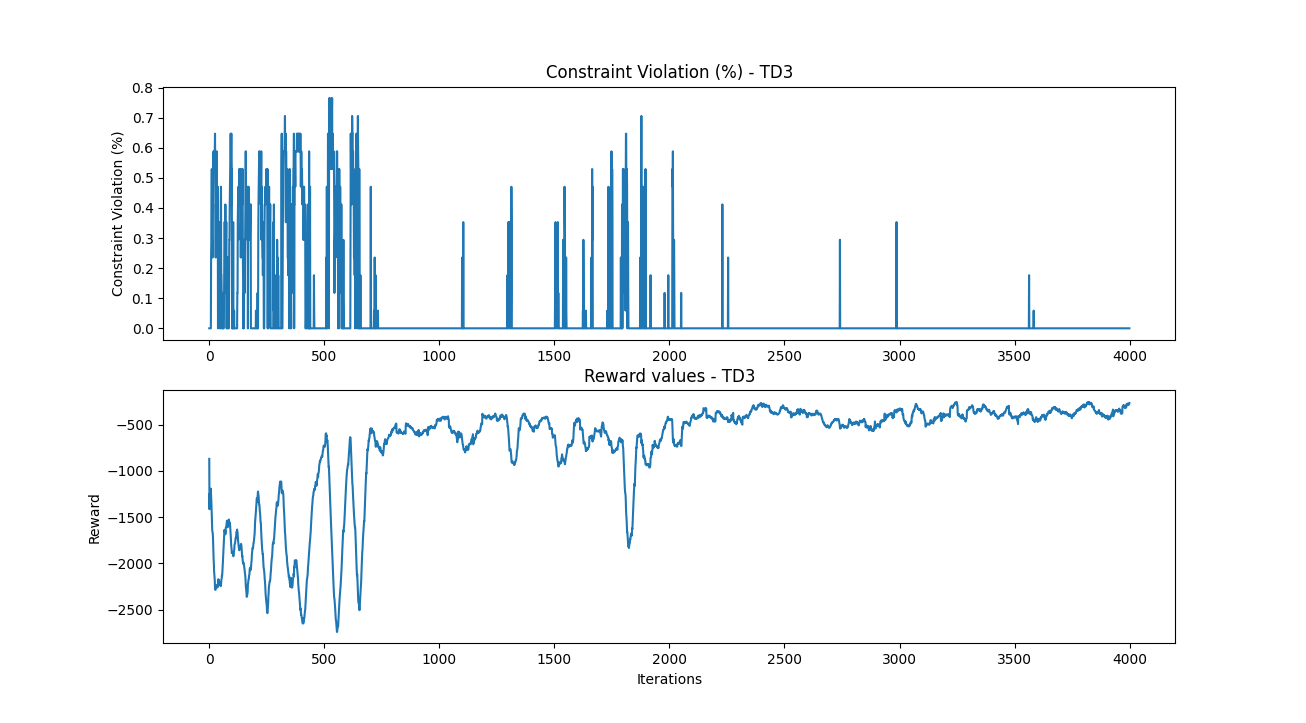 Constraint Violation (%) - TD3
Constraint Violation (%)
0.8
0.7
0.6
0.5
0.4
0.3
0.2
0.1
0.0
0 500 1000 1500 2000 2500 3000 3500 4000
Reward values - TD3
Reward
−500
−1000
−1500
−2000
−2500
0 500 1000 1500 2000 2500 3000 3500 4000
Iterations